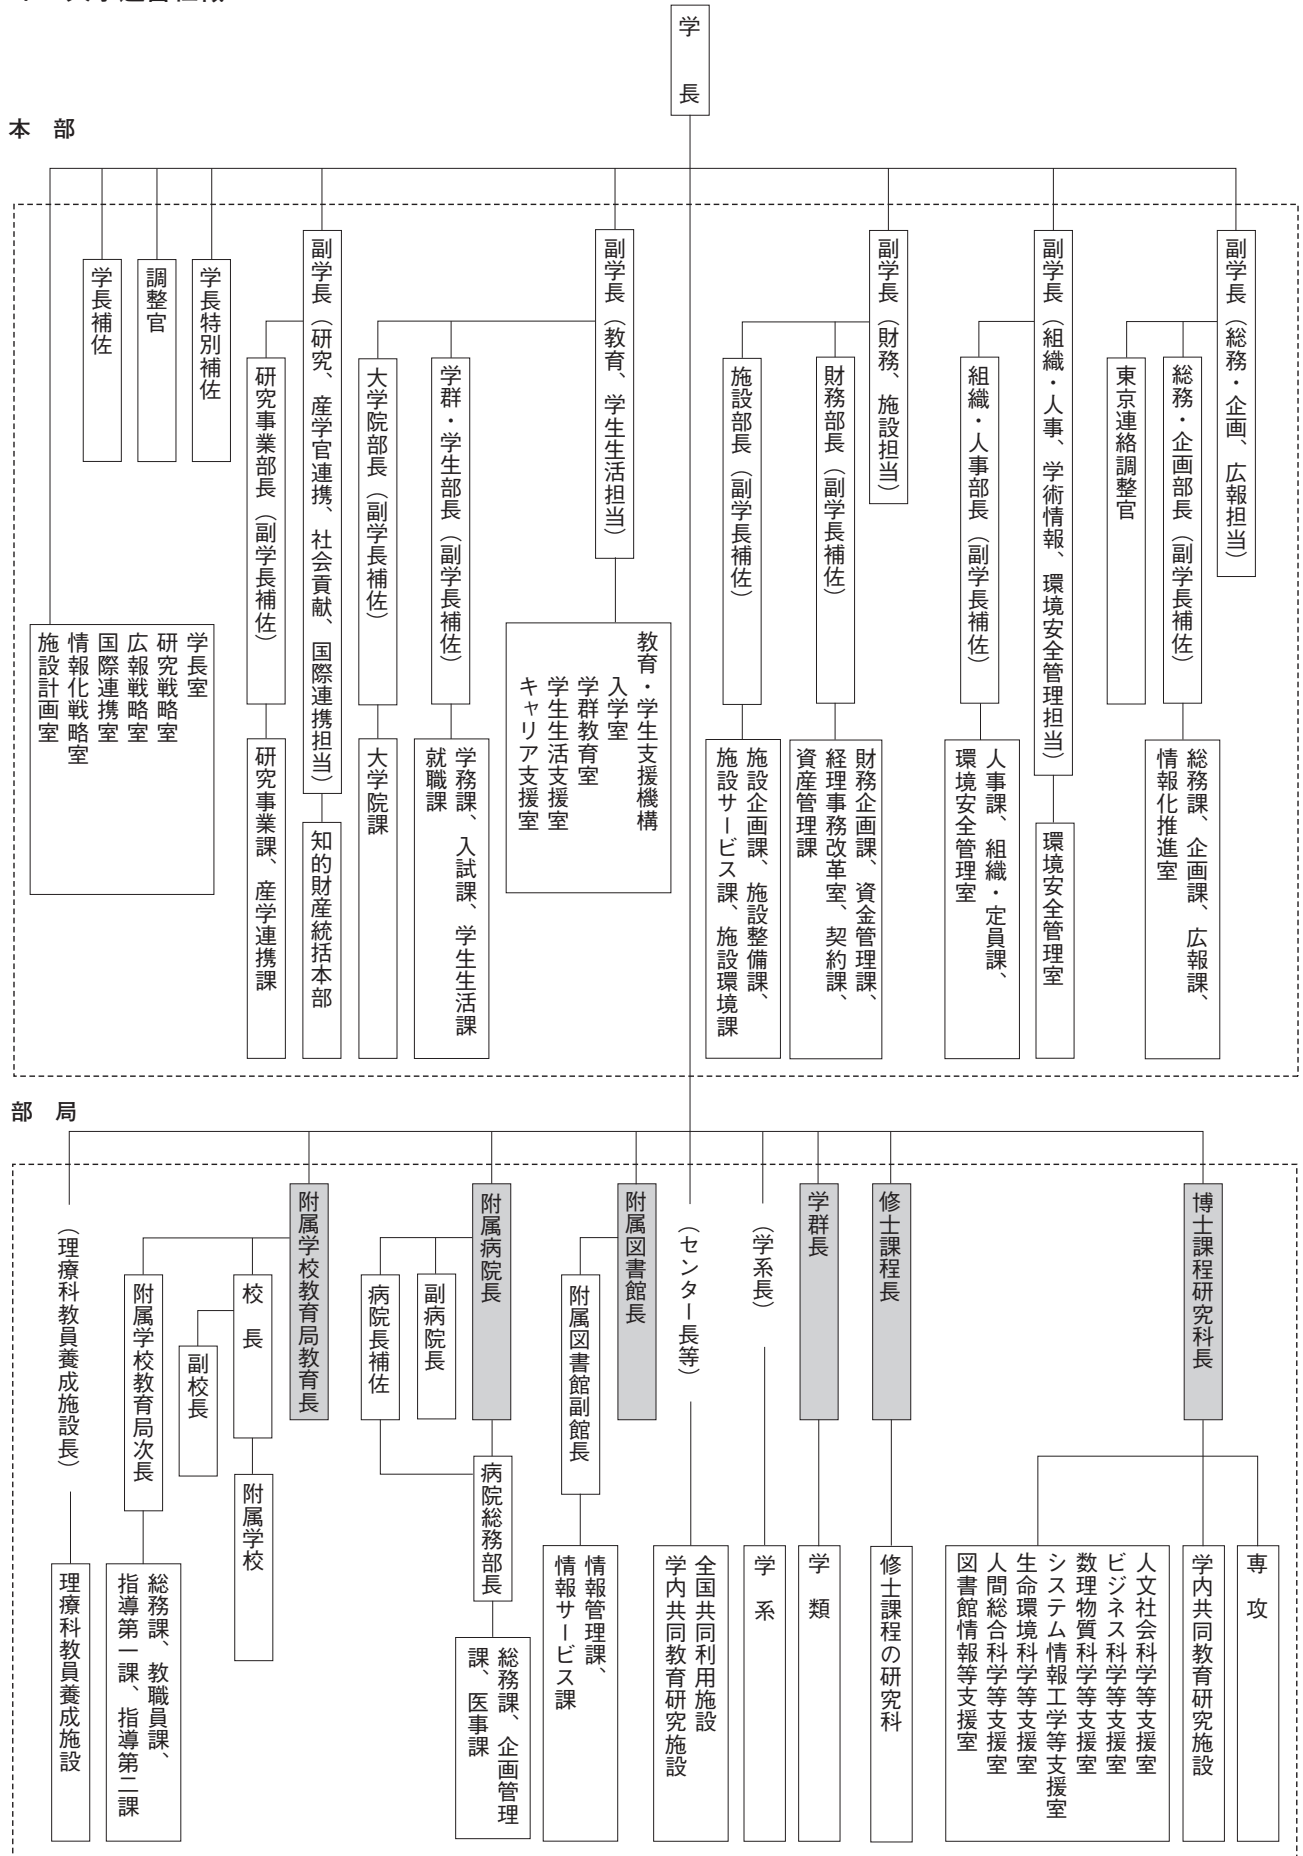 学長
本部
副学長（総務・企画、広報担当）
総務・企画部長（副学長補佐）
東京連絡調整官
総務課、企画課、広報課、
情報化推進室
副学長（組織・人事、学術情報、環境安全管理担当）
環境安全管理室
組織・人事部長（副学長補佐）
人事課、組織・定員課、
環境安全管理室
副学長（財務、施設担当）
財務部長（副学長補佐）
財務企画課、資金管理課、
経理事務改革室、契約課、
資産管理課
施設部長（副学長補佐）
施設企画課、施設整備課、
施設サービス課、施設環境課
副学長（教育、学生生活担当）
教育・学生支援機構
入学室
学群教育室
学生生活支援室
キャリア支援室
学群・学生部長（副学長補佐）
学務課、入試課、学生生活課
就職課
大学院部長（副学長補佐）
大学院課
副学長（研究、産学官連携、社会貢献、国際連携担当）
知的財産統括本部
研究事業部長（副学長補佐）
研究事業課、産学連携課
学長特別補佐
調整官
学長補佐
学長室
研究戦略室
広報戦略室
国際連携室
情報化戦略室
施設計画室
部局
博士課程研究科長
専攻
学内共同教育研究施設
人文社会科学等支援室
ビジネス科学等支援室
数理物質科学等支援室
システム情報工学等支援室
生命環境科学等支援室
人間総合科学等支援室
図書館情報等支援室
修士課程長
修士課程の研究科
学群長
学類
（学系長）
学系
（センター長等）
全国共同利用施設
学内共同教育研究施設
附属図書館長
附属図書館副館長
情報管理課、
情報サービス課
附属病院長
副病院長
病院長補佐
病院総務部長
総務課、企画管理
課、医事課
附属学校教育局教育長
校長
副校長
附属学校
附属学校教育局次長
総務課、教職員課、
指導第一課、指導第二課
（理療科教員養成施設長）
理療科教員養成施設